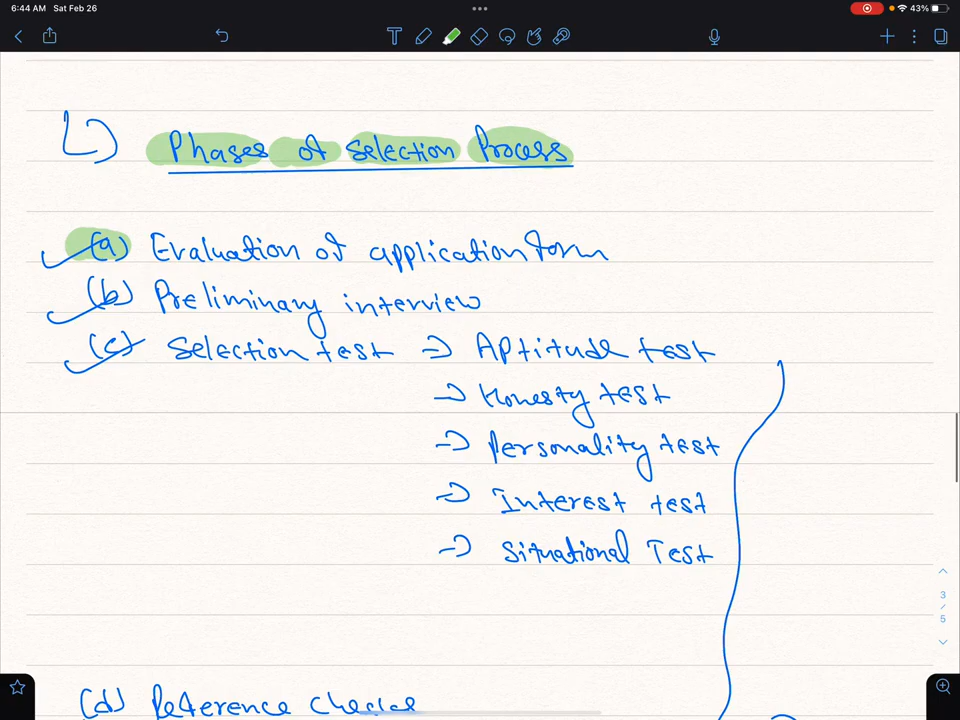 6:44 AM Sat Feb 26
43%
Phases of Selection Process
(a) Evaluation of application form
(b) Preliminary interview
(c) Selection test → Aptitude test
→ Honesty test
→ Personality test
→ Interest test
→ Situational Test
3
/
5
(d) Reference checks